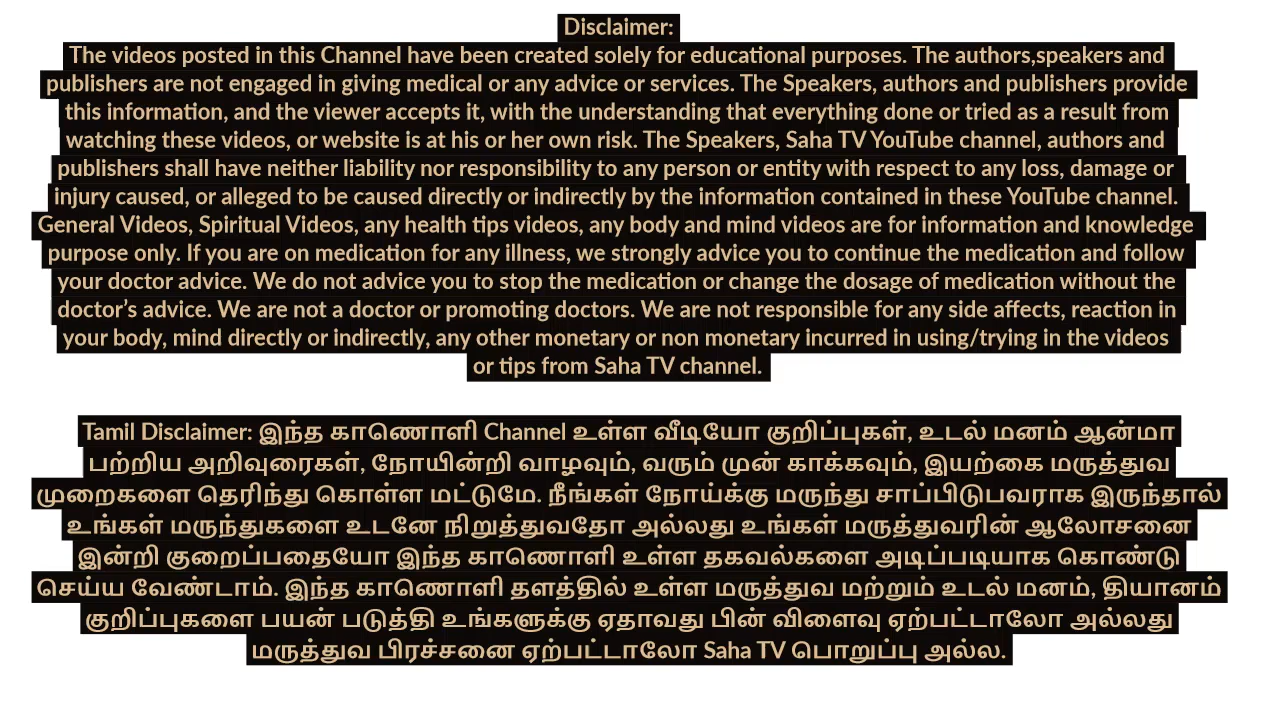 Disclaimer:
The videos posted in this Channel have been created solely for educational purposes. The authors,speakers and
publishers are not engaged in giving medical or any advice or services. The Speakers, authors and publishers provide
this information, and the viewer accepts it, with the understanding that everything done or tried as a result from
watching these videos, or website is at his or her own risk. The Speakers, Saha TV YouTube channel, authors and
publishers shall have neither liability nor responsibility to any person or entity with respect to any loss, damage or
injury caused, or alleged to be caused directly or indirectly by the information contained in these YouTube channel.
General Videos, Spiritual Videos, any health tips videos, any body and mind videos are for information and knowledge
purpose only. If you are on medication for any illness, we strongly advice you to continue the medication and follow
your doctor advice. We do not advice you to stop the medication or change the dosage of medication without the
doctor’s advice. We are not a doctor or promoting doctors. We are not responsible for any side affects, reaction in
your body, mind directly or indirectly, any other monetary or non monetary incurred in using/trying in the videos
or tips from Saha TV channel.
Tamil Disclaimer: இந்த காணொளி Channel உள்ள வீடியோ குறிப்புகள், உடல் மனம் ஆன்மா
பற்றிய அறிவுரைகள், நோயின்றி வாழவும், வரும் முன் காக்கவும், இயற்கை மருத்துவ
முறைகளை தெரிந்து கொள்ள மட்டுமே. நீங்கள் நோய்க்கு மருந்து சாப்பிடுபவராக இருந்தால்
உங்கள் மருந்துகளை உடனே நிறுத்துவதோ அல்லது உங்கள் மருத்துவரின் ஆலோசனை
இன்றி குறைப்பதையோ இந்த காணொளி உள்ள தகவல்களை அடிப்படியாக கொண்டு
செய்ய வேண்டாம். இந்த காணொளி தளத்தில் உள்ள மருத்துவ மற்றும் உடல் மனம், தியானம்
குறிப்புகளை பயன் படுத்தி உங்களுக்கு ஏதாவது பின் விளைவு ஏற்பட்டாலோ அல்லது
மருத்துவ பிரச்சனை ஏற்பட்டாலோ Saha TV பொறுப்பு அல்ல.